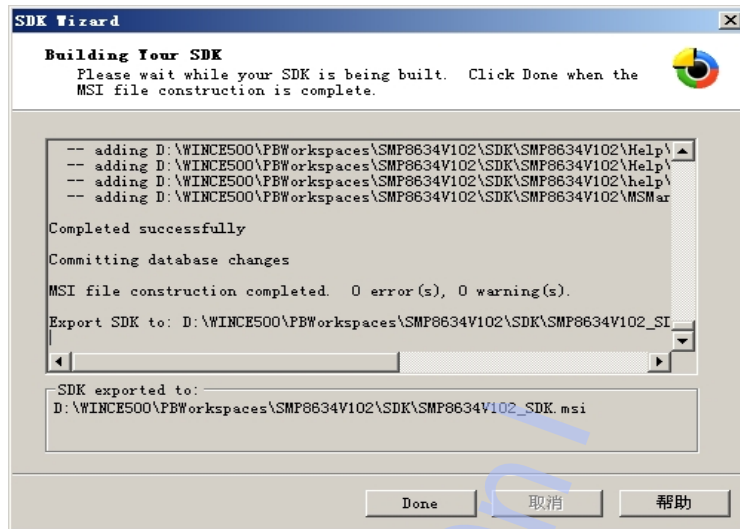 SDK Wizard
Building Your SDK
Please wait while your SDK is being built. Click Done when the
MSI file construction is complete.
-- adding D:\WINCE500\PBWorkspaces\SMP8634V102\SDK\SMP8634V102\Help\
-- adding D:\WINCE500\PBWorkspaces\SMP8634V102\SDK\SMP8634V102\Help\
-- adding D:\WINCE500\PBWorkspaces\SMP8634V102\SDK\SMP8634V102\help\
-- adding D:\WINCE500\PBWorkspaces\SMP8634V102\SDK\SMP8634V102\MSMar
Completed successfully
Committing database changes
MSI file construction completed. 0 error(s), 0 warning(s).
Export SDK to: D:\WINCE500\PBWorkspaces\SMP8634V102\SDK\SMP8634V102_SI
SDK exported to:
D:\WINCE500\PBWorkspaces\SMP8634V102\SDK\SMP8634V102_SDK.msi
Done
取消
帮助